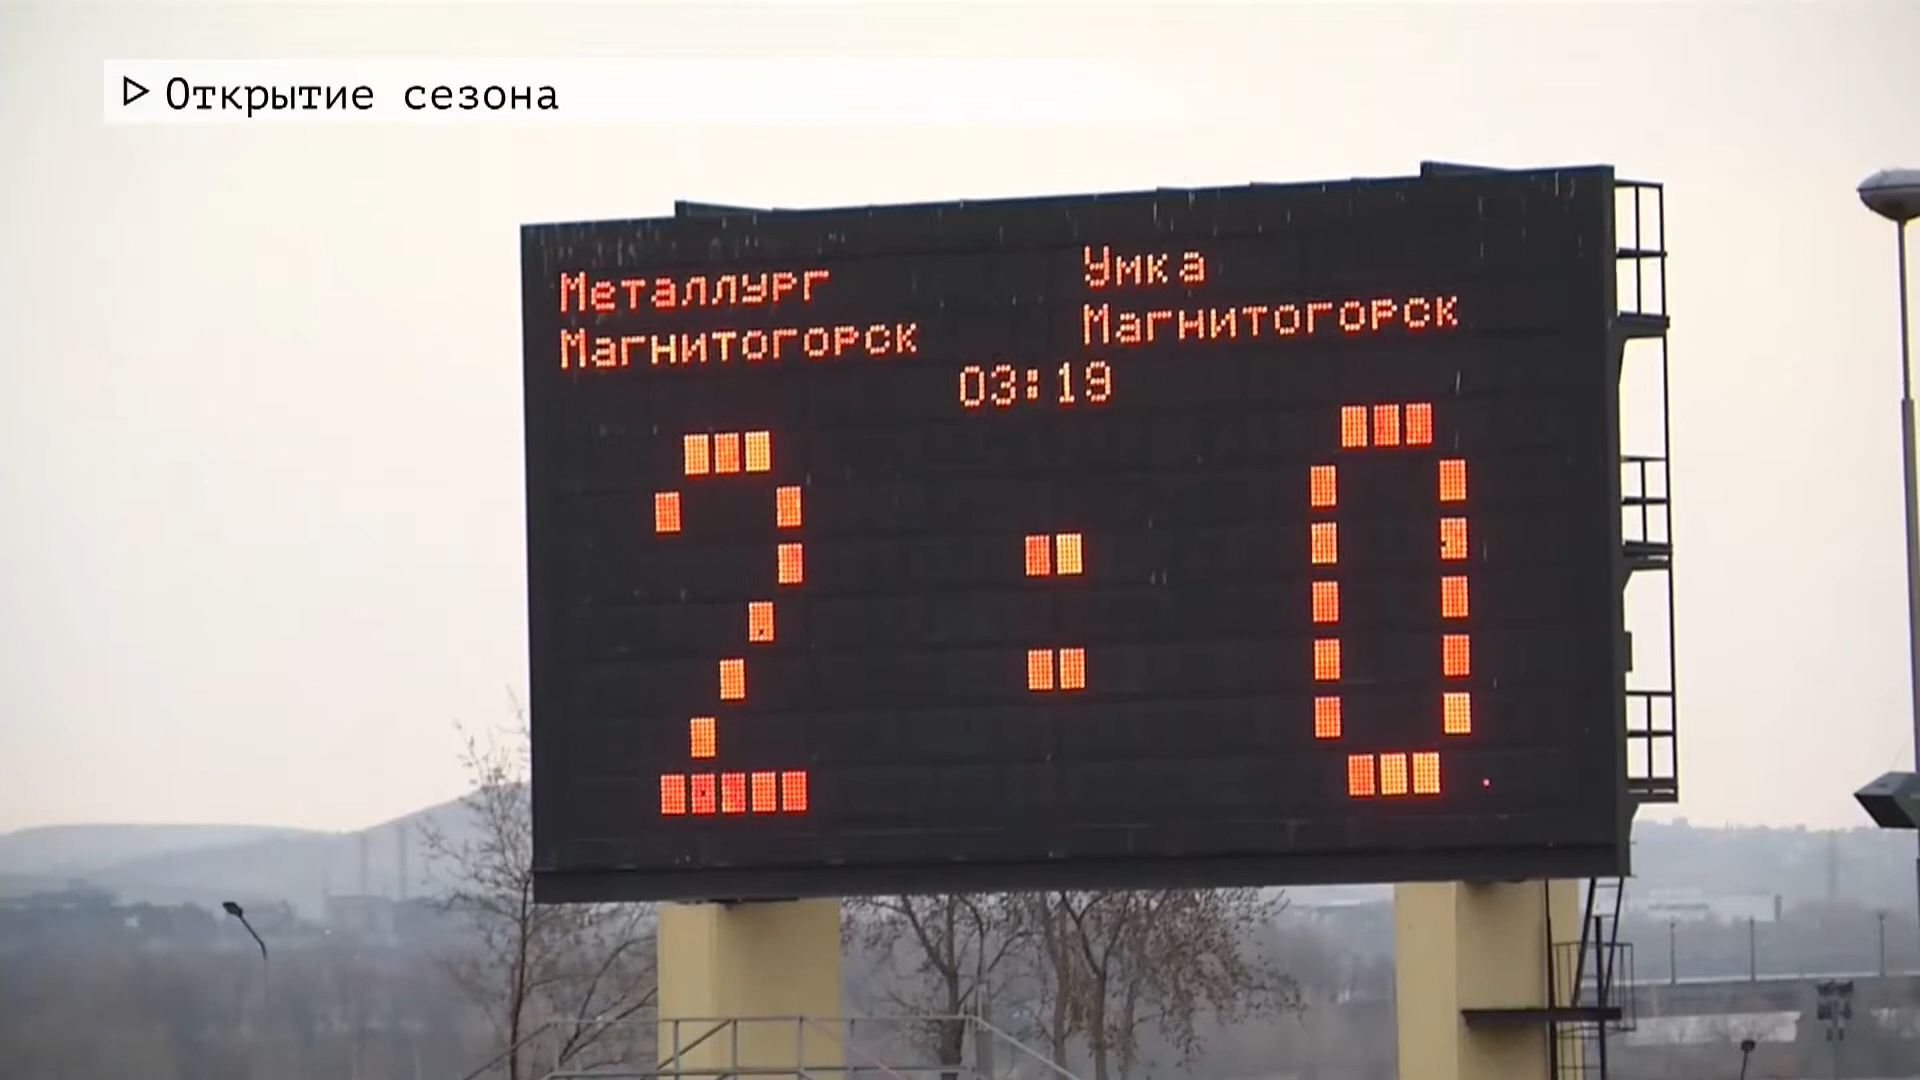 Открытие сезона
Металлург
Магнитогорск
Умка
Магнитогорск
03:19
2:0